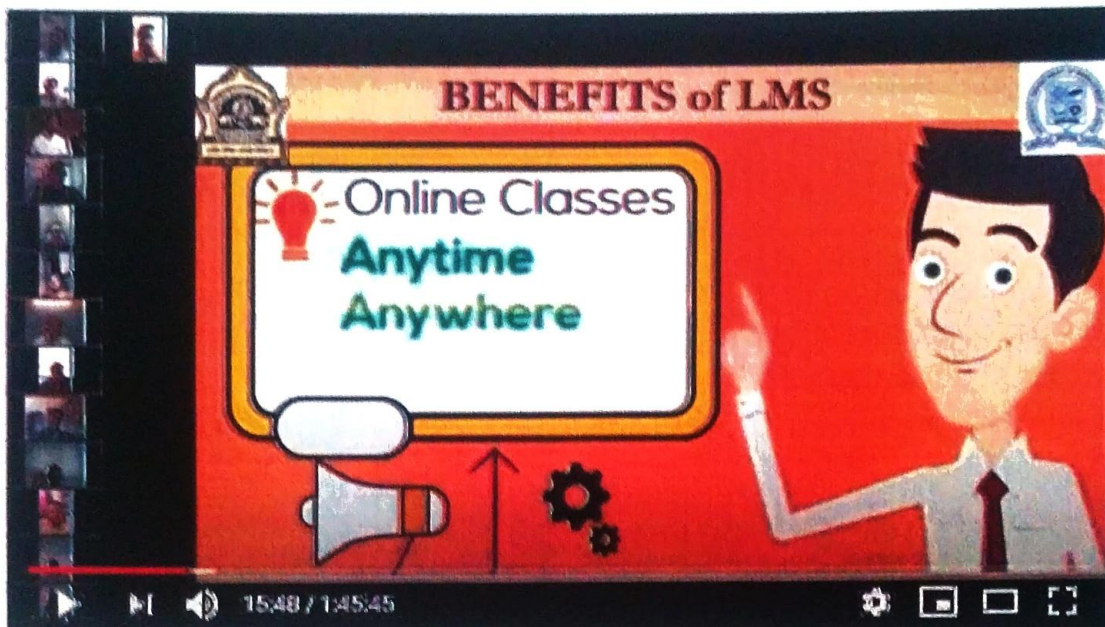 BENEFITS of LMS
Online Classes
Anytime
Anywhere
15:48 / 1:45:45